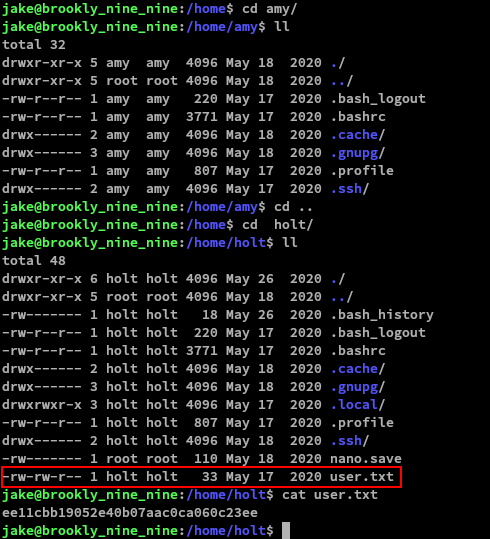 jake@brookly_nine_nine:/home$ cd amy/
jake@brookly_nine_nine:/home/amy$ ll
total 32
drwxr-xr-x 5 amy  amy  4096 May 18  2020 ./
drwxr-xr-x 5 root root 4096 May 18  2020 ../
-rw-r--r-- 1 amy  amy   220 May 17  2020 .bash_logout
-rw-r--r-- 1 amy  amy  3771 May 17  2020 .bashrc
drwx------ 2 amy  amy  4096 May 18  2020 .cache/
drwx------ 3 amy  amy  4096 May 18  2020 .gnupg/
-rw-r--r-- 1 amy  amy   807 May 17  2020 .profile
drwx------ 2 amy  amy  4096 May 18  2020 .ssh/
jake@brookly_nine_nine:/home/amy$ cd ..
jake@brookly_nine_nine:/home$ cd  holt/
jake@brookly_nine_nine:/home/holt$ ll
total 48
drwxr-xr-x 6 holt holt 4096 May 26  2020 ./
drwxr-xr-x 5 root root 4096 May 18  2020 ../
-rw------- 1 holt holt   18 May 26  2020 .bash_history
-rw-r--r-- 1 holt holt  220 May 17  2020 .bash_logout
-rw-r--r-- 1 holt holt 3771 May 17  2020 .bashrc
drwx------ 2 holt holt 4096 May 18  2020 .cache/
drwx------ 3 holt holt 4096 May 18  2020 .gnupg/
drwxrwxr-x 3 holt holt 4096 May 17  2020 .local/
-rw-r--r-- 1 holt holt  807 May 17  2020 .profile
drwx------ 2 holt holt 4096 May 18  2020 .ssh/
-rw------- 1 root root  110 May 18  2020 nano.save
-rw-rw-r-- 1 holt holt   33 May 17  2020 user.txt
jake@brookly_nine_nine:/home/holt$ cat user.txt
ee11cbb19052e40b07aac0ca060c23ee
jake@brookly_nine_nine:/home/holt$